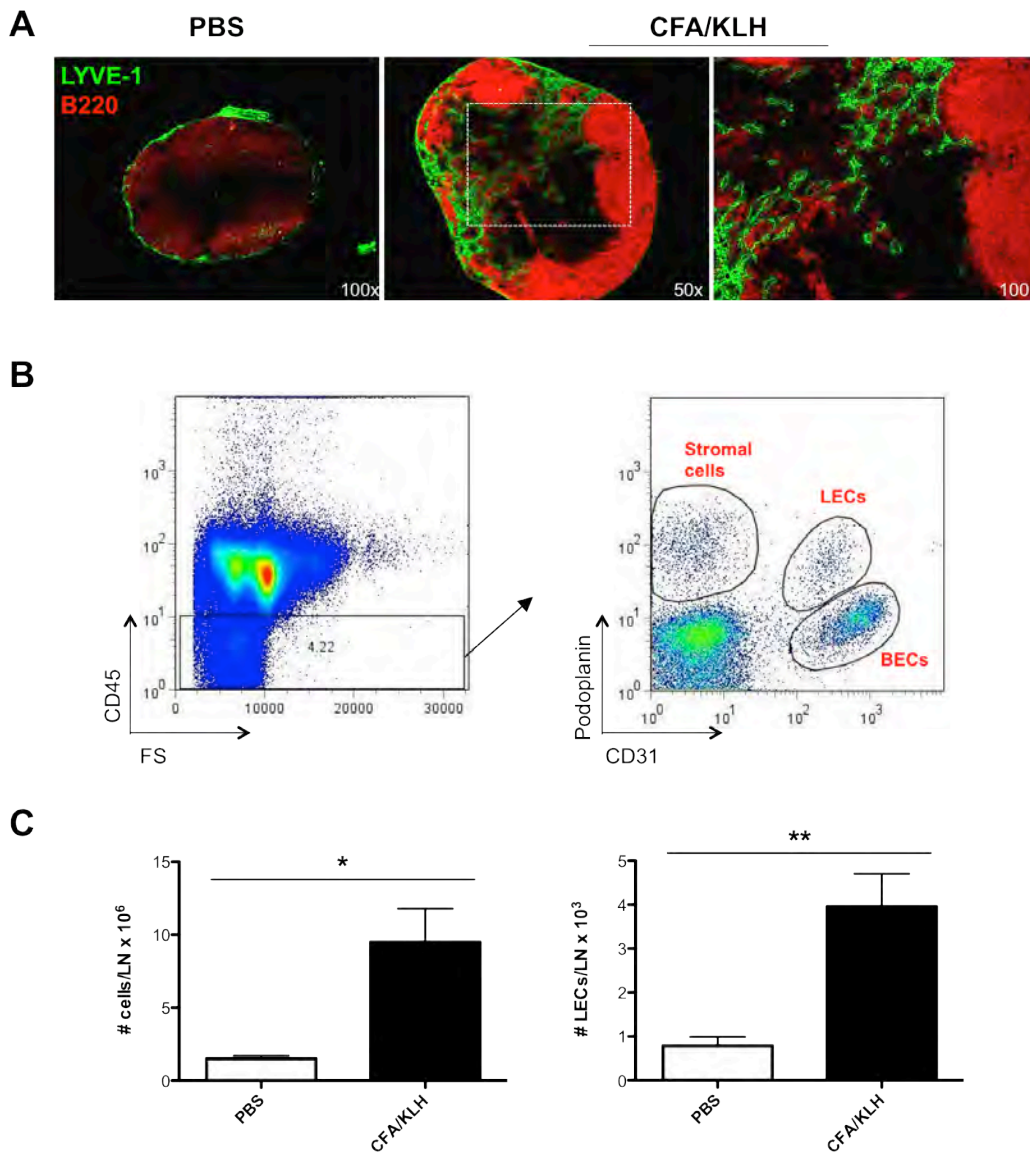 A
PBS
CFA/KLH
LYVE-1
B220
100x
50x
100
B
CD45
10³
10²
10¹
10⁰
4.22
0
10000
20000
30000
FS
Podoplanin
10³
10²
10¹
10⁰
Stromal
cells
LECs
BECs
10⁰
10¹
10²
10³
CD31
C
# cells/LN x 10⁶
15
10
5
0
*
PBS
CFA/KLH
# LECs/LN x 10³
5
4
3
2
1
0
**
PBS
CFA/KLH